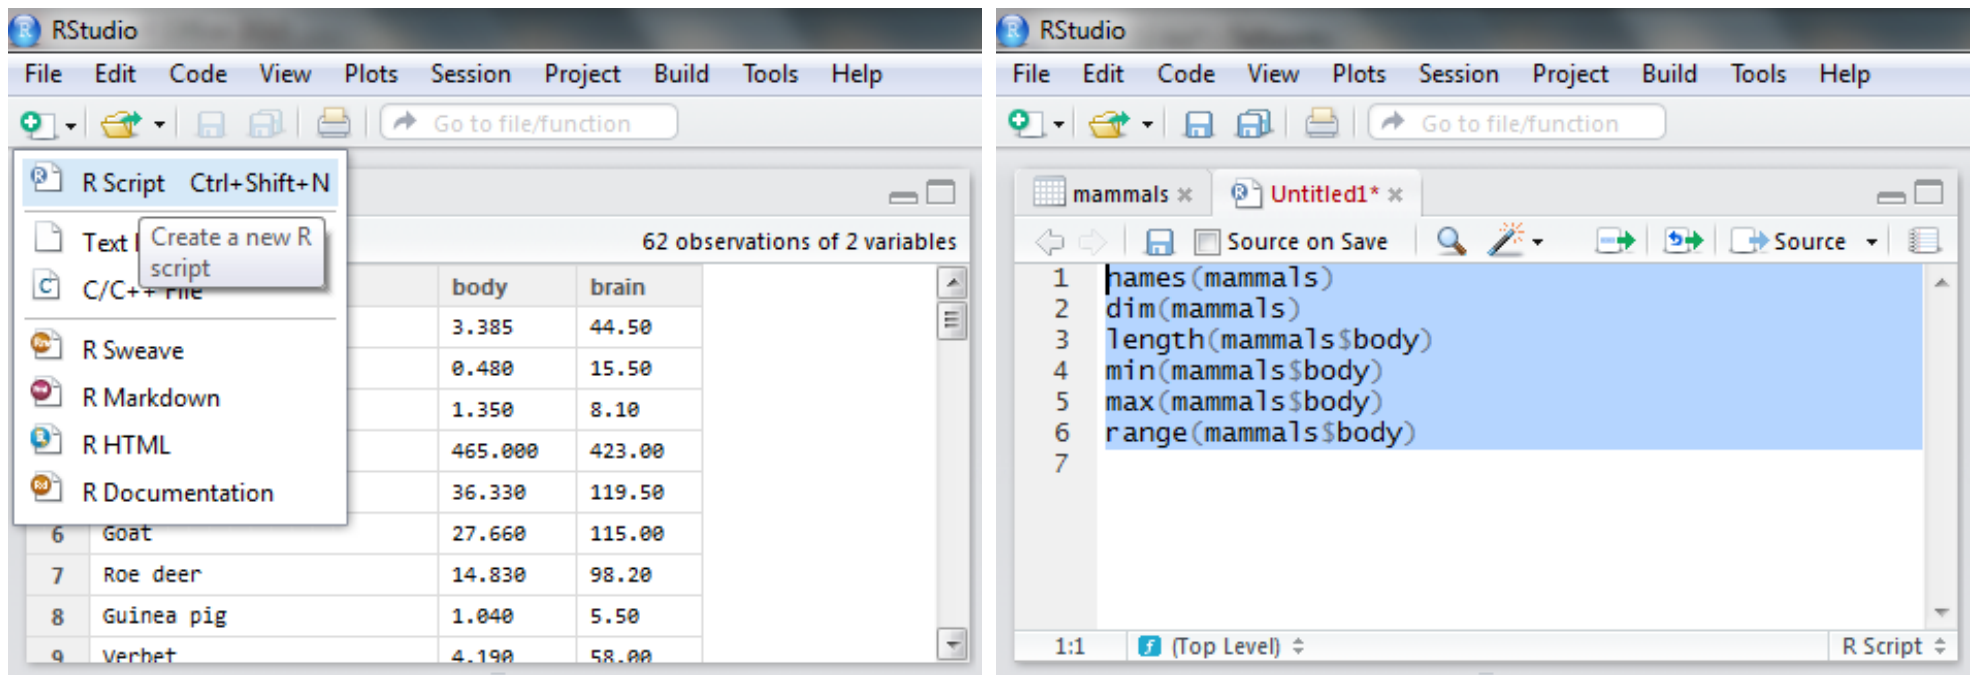 RStudio
File Edit Code View Plots Session Project Build Tools Help
Go to file/function
R Script Ctrl+Shift+N
Text
Create a new R
script
C/C++ File
R Sweave
R Markdown
R HTML
R Documentation
62 observations of 2 variables
body brain
3.385 44.50
0.480 15.50
1.350 8.10
465.000 423.00
36.330 119.50
6 Goat 27.660 115.00
7 Roe deer 14.830 98.20
8 Guinea pig 1.040 5.50
9 Verbet 4.190 58.00
RStudio
File Edit Code View Plots Session Project Build Tools Help
Go to file/function
mammals Untitled1*
Source on Save Source
1 names(mammals)
2 dim(mammals)
3 length(mammals$body)
4 min(mammals$body)
5 max(mammals$body)
6 range(mammals$body)
7
1:1 (Top Level) R Script